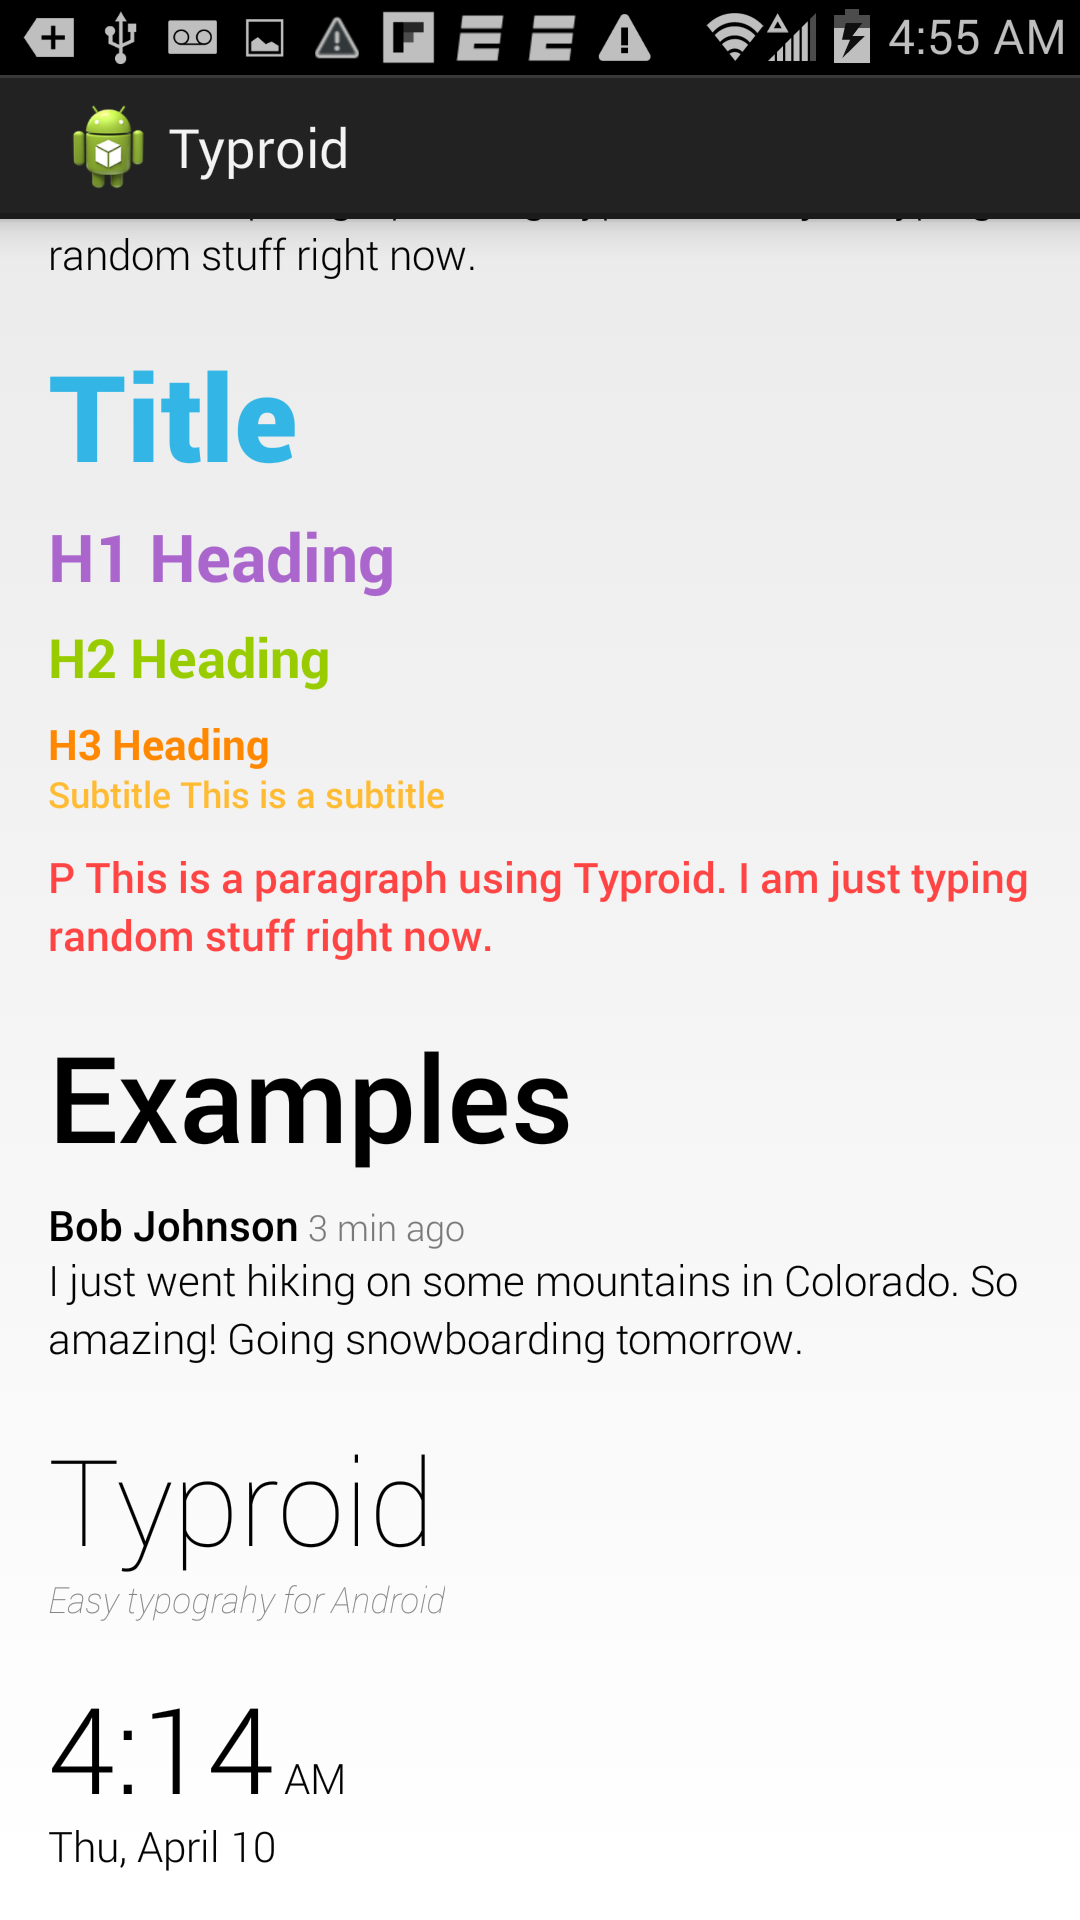 4:55 AM
Typroid
random stuff right now.
Title
H1 Heading
H2 Heading
H3 Heading
Subtitle This is a subtitle
P This is a paragraph using Typroid. I am just typing
random stuff right now.
Examples
Bob Johnson 3 min ago
I just went hiking on some mountains in Colorado. So
amazing! Going snowboarding tomorrow.
Typroid
Easy typograhy for Android
4:14 AM
Thu, April 10